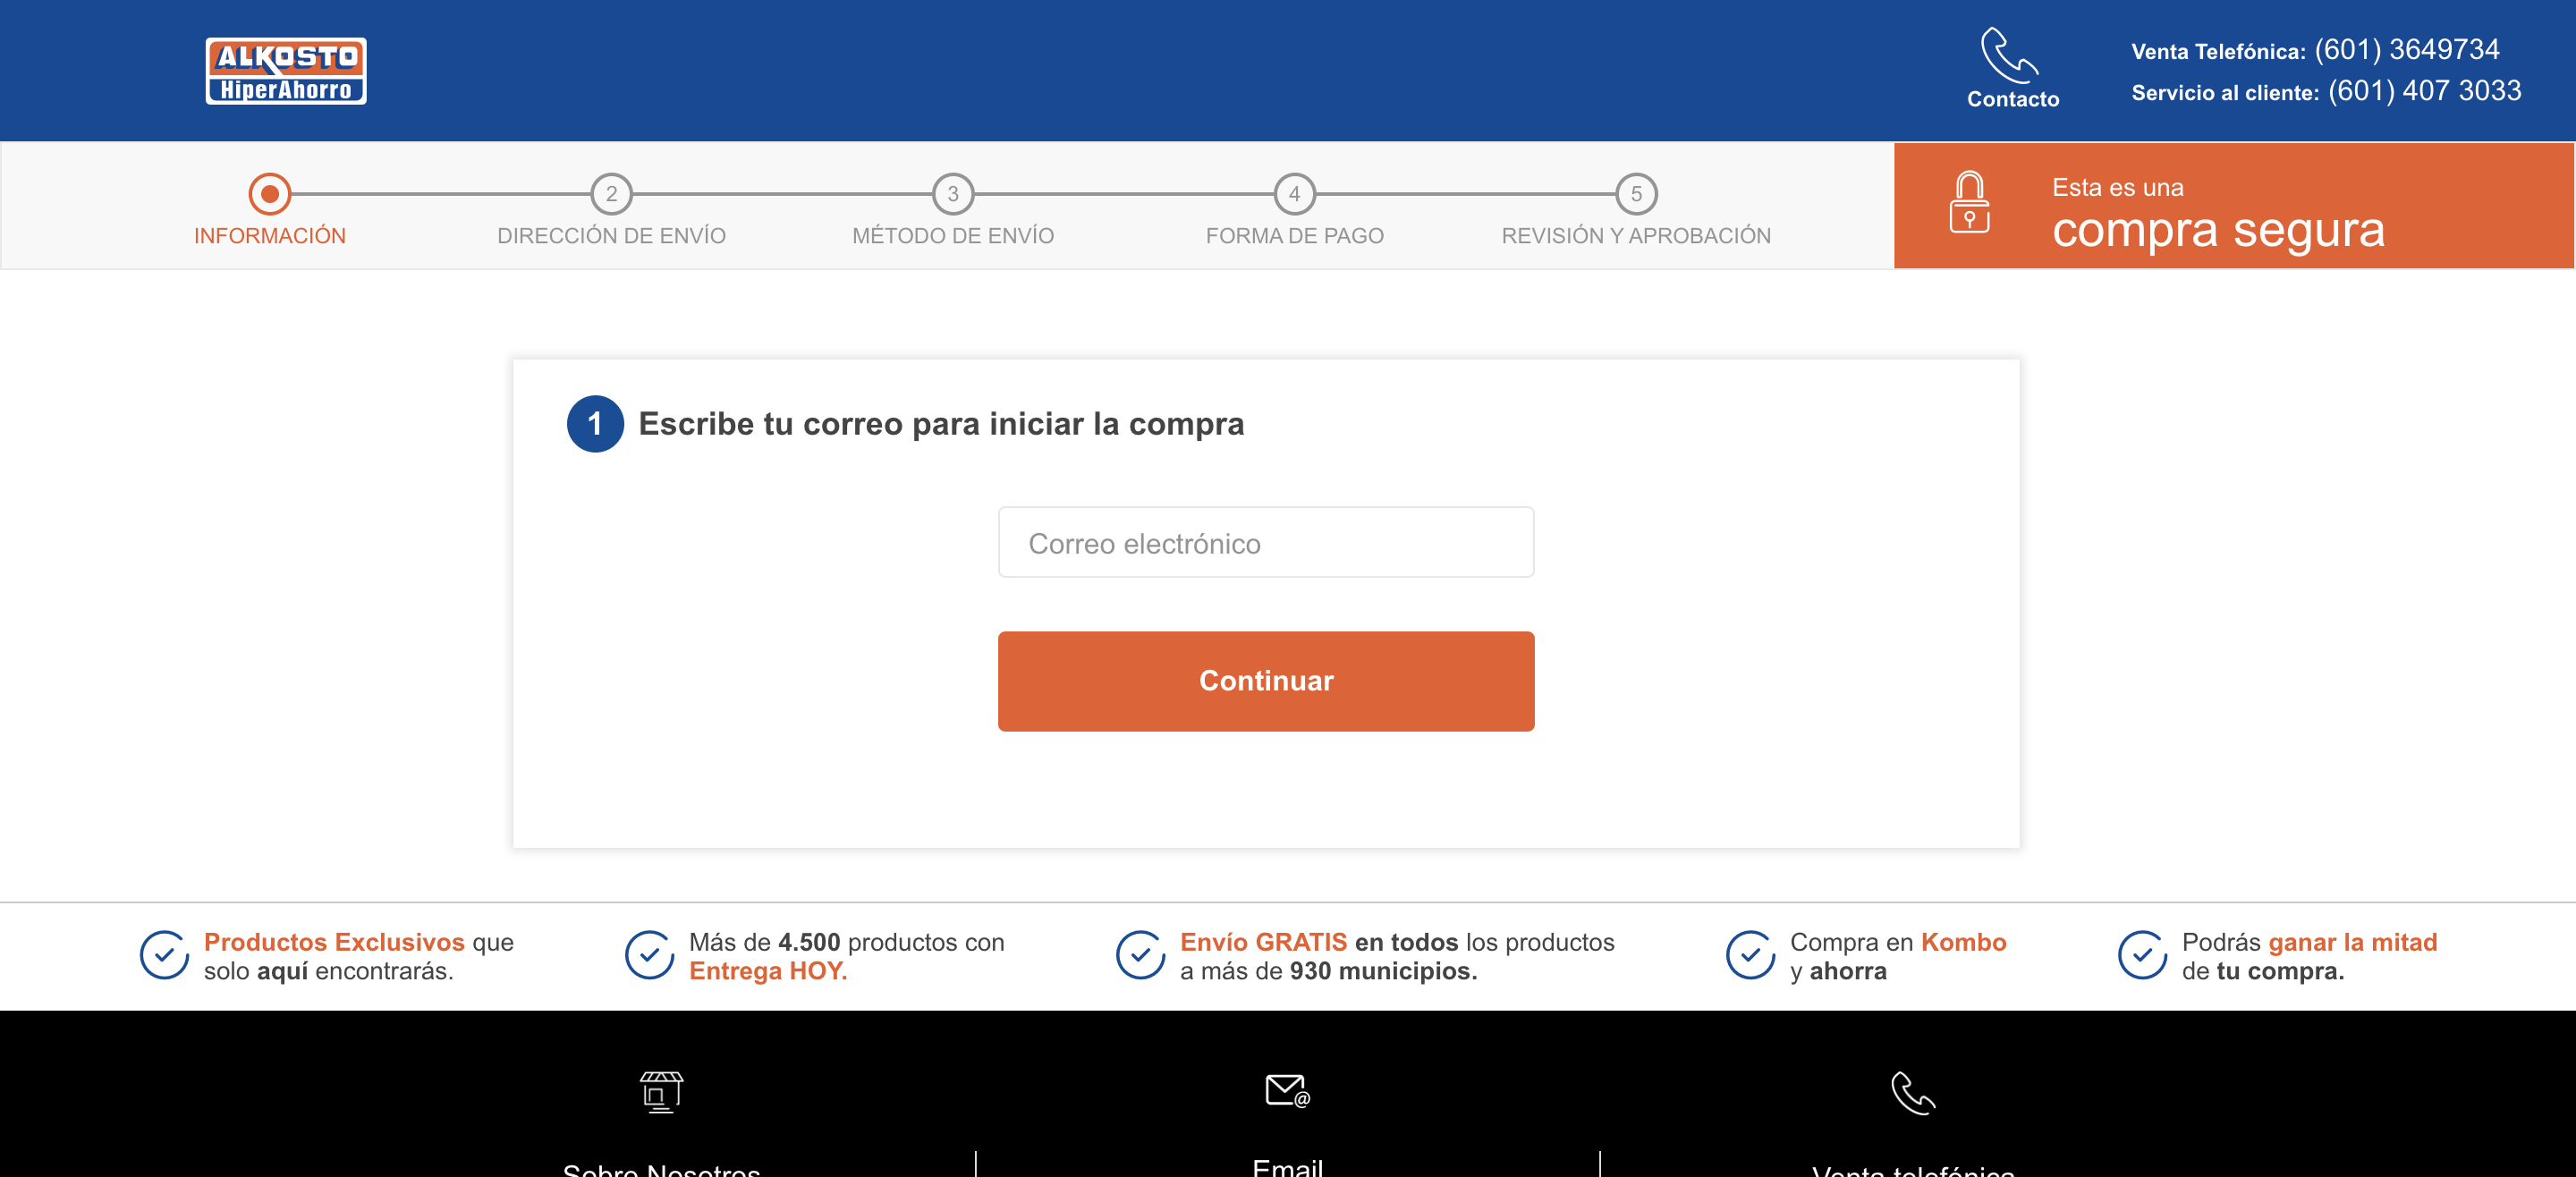 ALKOSTO
HiperAhorro
Contacto
Venta Telefónica: (601) 3649734
Servicio al cliente: (601) 407 3033
2
3
4
5
INFORMACIÓN
DIRECCIÓN DE ENVÍO
MÉTODO DE ENVÍO
FORMA DE PAGO
REVISIÓN Y APROBACIÓN
Esta es una
compra segura
1 Escribe tu correo para iniciar la compra
Correo electrónico
Continuar
Productos Exclusivos que
solo aquí encontrarás.
Más de 4.500 productos con
Entrega HOY.
Envío GRATIS en todos los productos
a más de 930 municipios.
Compra en Kombo
y ahorra
Podrás ganar la mitad
de tu compra.
Sobre Nosotros
Email
Venta telefónica